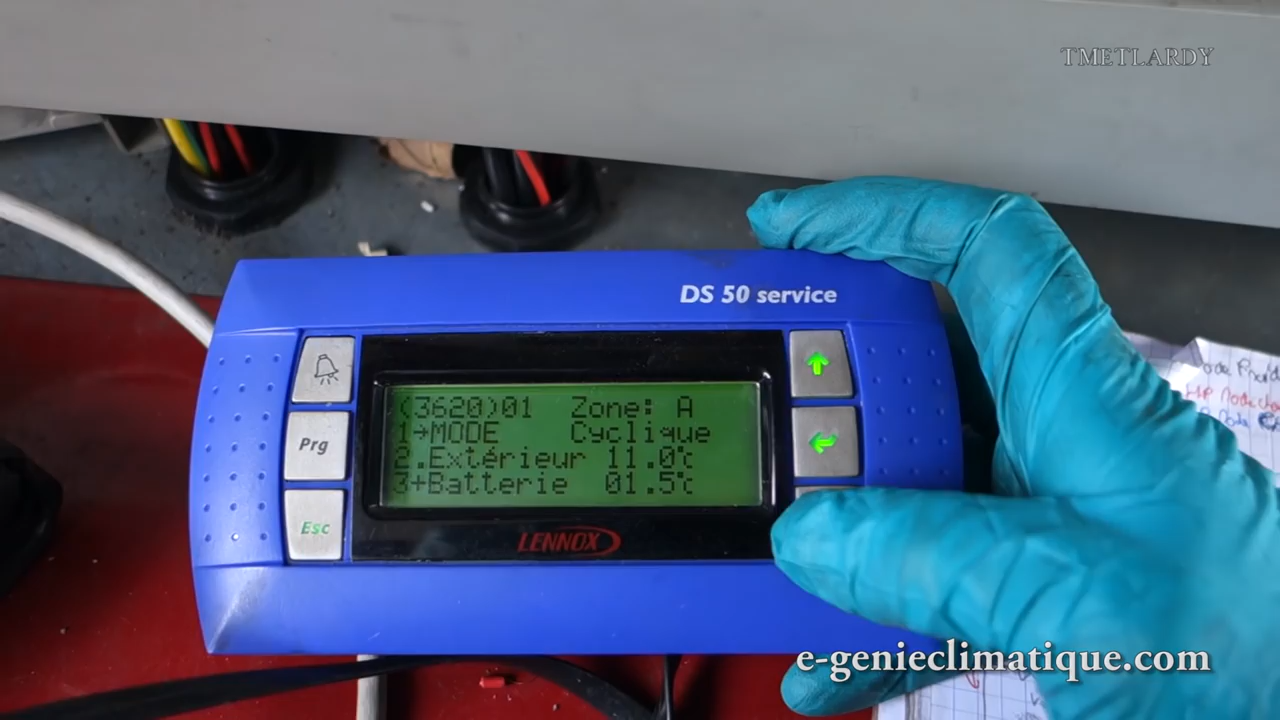 TMETLARDY
DS 50 service
(3620)01 Zone: A
1→MODE Cyclique
2.Extérieur 11.0°c
3+Batterie 01.5°c
Prg
Esc
LENNOX
e-genieclimatique.com